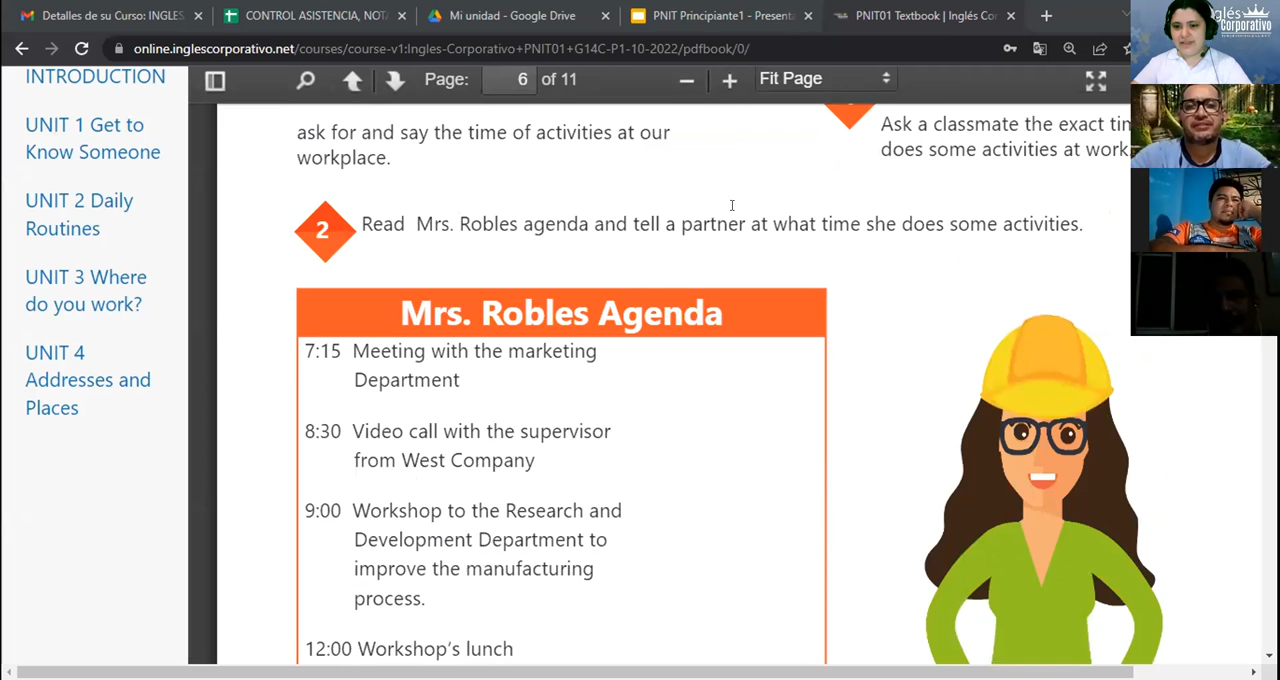 Detalles de su Curso: INGLES
CONTROL ASISTENCIA, NOTA
Mi unidad - Google Drive
PNIT Principiante1 - Presenta
PNIT01 Textbook | Inglés Co
Inglés
Corporativo
online.inglescorporativo.net/courses/course-v1:Ingles-Corporativo+PNIT01+G14C-P1-10-2022/pdfbook/0/
Page: 6 of 11
Fit Page
INTRODUCTION
UNIT 1 Get to
Know Someone
UNIT 2 Daily
Routines
UNIT 3 Where
do you work?
UNIT 4
Addresses and
Places
ask for and say the time of activities at our
workplace.
Ask a classmate the exact tim
does some activities at work
2
Read Mrs. Robles agenda and tell a partner at what time she does some activities.
Mrs. Robles Agenda
7:15 Meeting with the marketing
Department
8:30 Video call with the supervisor
from West Company
9:00 Workshop to the Research and
Development Department to
improve the manufacturing
process.
12:00 Workshop's lunch